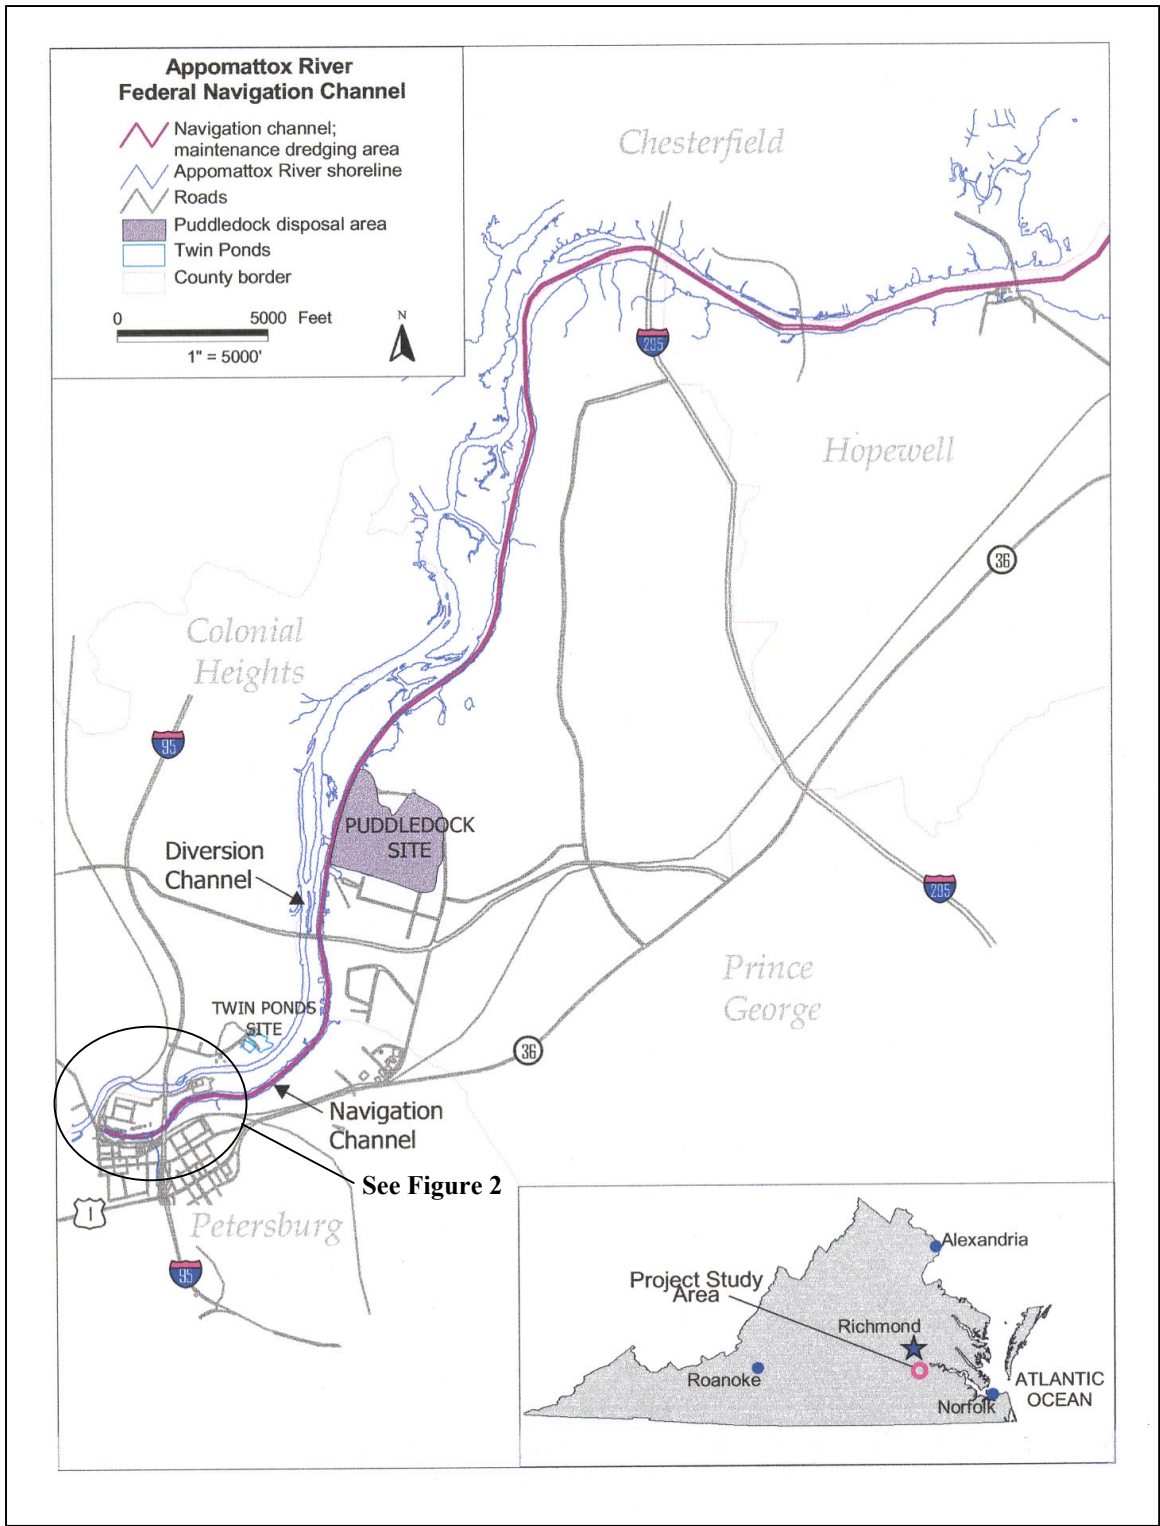 Appomattox River
Federal Navigation Channel
Navigation channel;
maintenance dredging area
Appomattox River shoreline
Roads
Puddledock disposal area
Twin Ponds
County border
0 5000 Feet
1" = 5000'
N
Chesterfield
295
Hopewell
36
Colonial
Heights
95
PUDDLEDOCK
SITE
Diversion
Channel
295
Prince
George
TWIN PONDS
SITE
36
Navigation
Channel
See Figure 2
1
Petersburg
95
Alexandria
Project Study
Area
Richmond
Roanoke
Norfolk
ATLANTIC
OCEAN